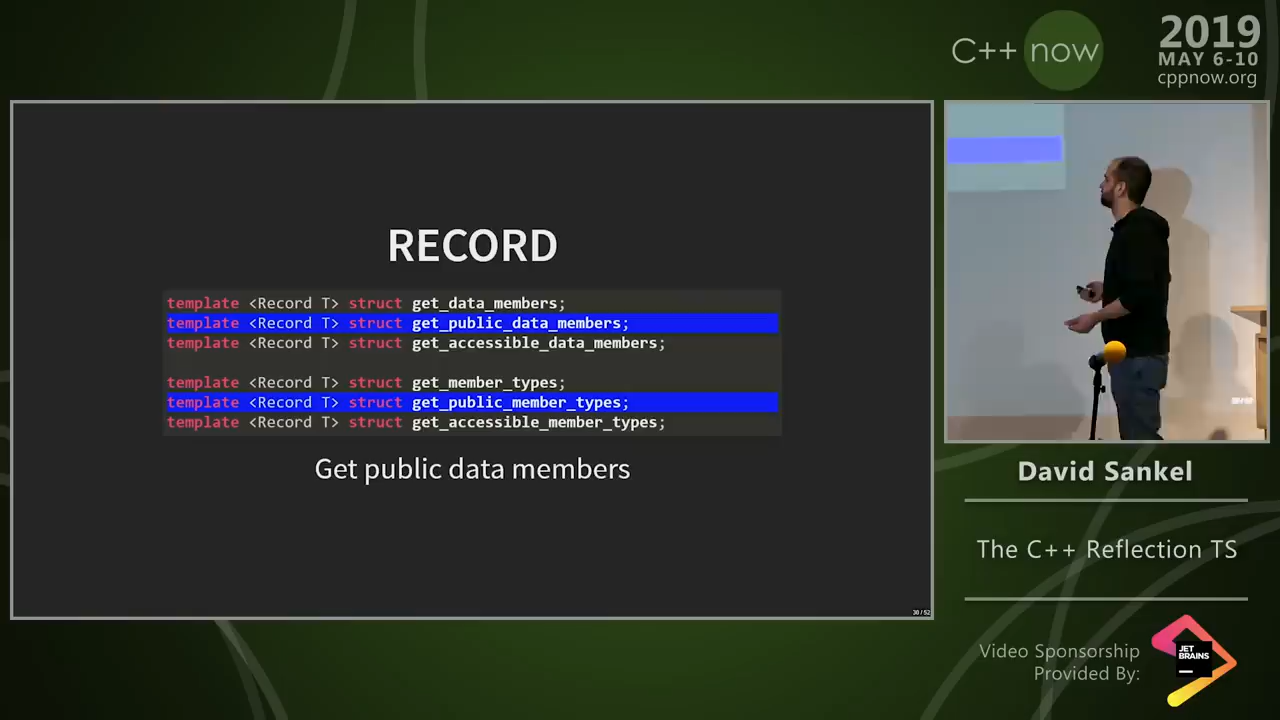 C++ now
2019
MAY 6-10
cppnow.org
RECORD
template <Record T> struct get_data_members;
template <Record T> struct get_public_data_members;
template <Record T> struct get_accessible_data_members;
template <Record T> struct get_member_types;
template <Record T> struct get_public_member_types;
template <Record T> struct get_accessible_member_types;
Get public data members
30 / 52
David Sankel
The C++ Reflection TS
Video Sponsorship
Provided By:
JET
BRAINS